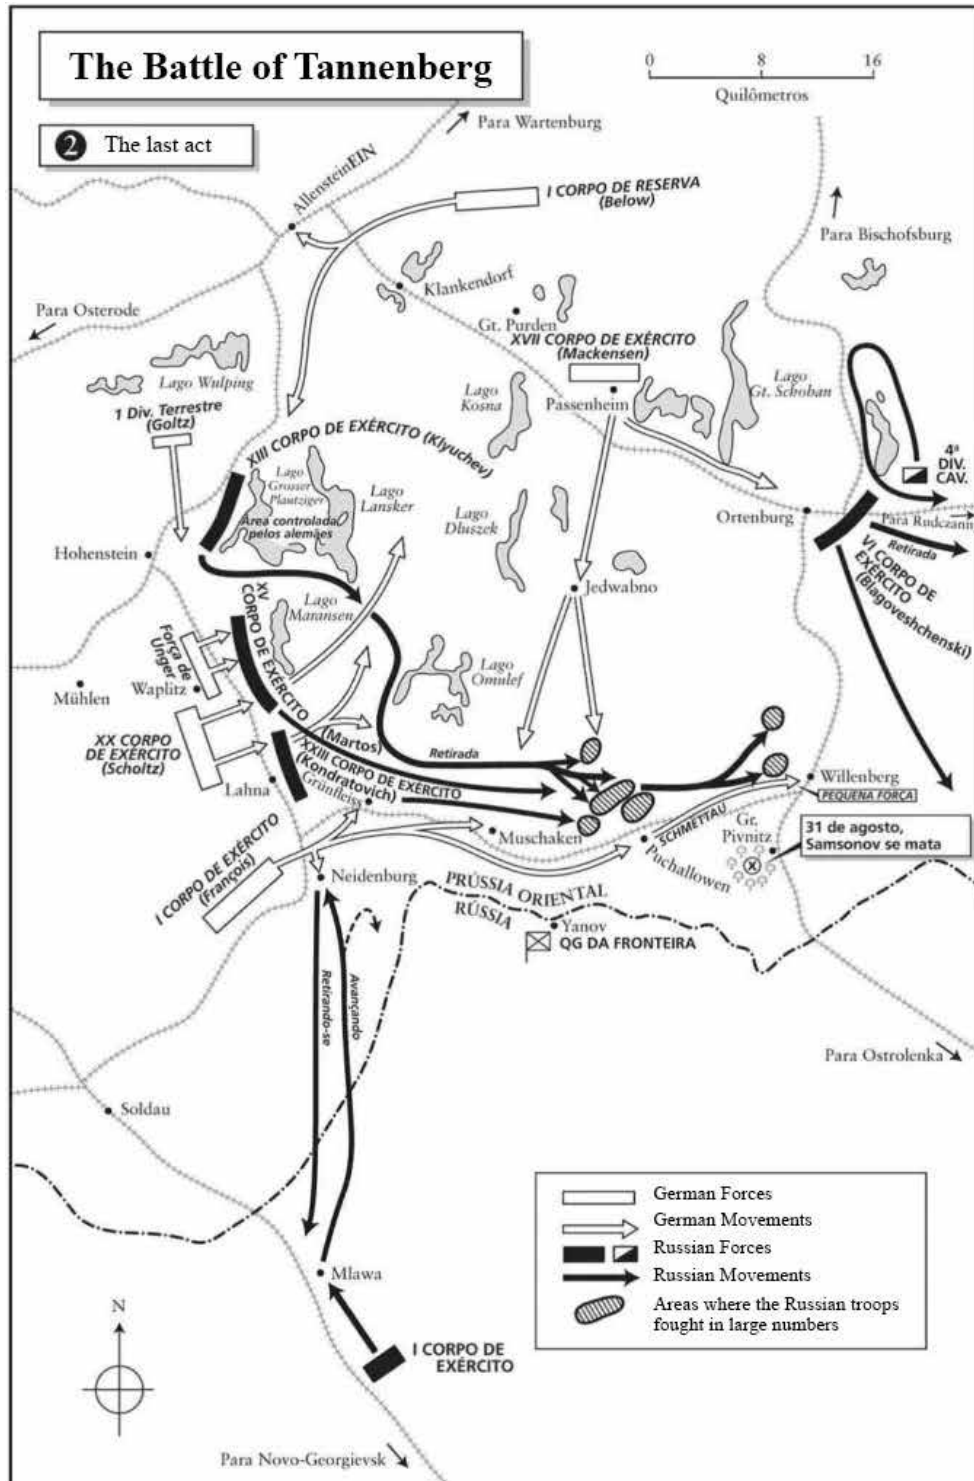 The Battle of Tannenberg
2 The last act
0 8 16
Quilômetros
Para Wartenburg
AllensteinEIN
I CORPO DE RESERVA
(Below)
Para Bischofsburg
Klankendorf
Para Osterode
Gt. Purden
XVII CORPO DE EXÉRCITO
(Mackensen)
Lago Wulping
Lago
Kosna
Passenheim
Lago
Gt. Schoban
1 Div. Terrestre
(Goltz)
XIII CORPO DE EXÉRCITO (Klyuchev)
4ª
DIV.
CAV.
Lago
Grosser
Plautziger
Lago
Lansker
Área controlada
pelos alemães
Lago
Dluszek
Ortenburg
Para Rudczanin
Retirada
VI CORPO DE
EXÉRCITO
(Blagoveshchenski)
Hohenstein
Jedwabno
XV
CORPO DE EXÉRCITO
(Martos)
Lago
Maransen
Força de
Unger
Lago
Omulef
Mühlen
Waplitz
XX CORPO
DE EXÉRCITO
(Scholtz)
XXIII CORPO DE EXÉRCITO
(Kondratovich)
Retirada
Lahna
Grünfleiss
Willenberg
PEQUENA FORÇA
Muschaken
SCHMETTAU
Puchallowen
Gr.
Pivnitz
31 de agosto,
Samsonov se mata
I CORPO DE EXÉRCITO
(François)
Neidenburg
PRÚSSIA ORIENTAL
RÚSSIA
Yanov
QG DA FRONTEIRA
Retirando-se
Avançando
Para Ostrolenka
Soldau
Mlawa
I CORPO DE
EXÉRCITO
Para Novo-Georgievsk
N
German Forces
German Movements
Russian Forces
Russian Movements
Areas where the Russian troops
fought in large numbers